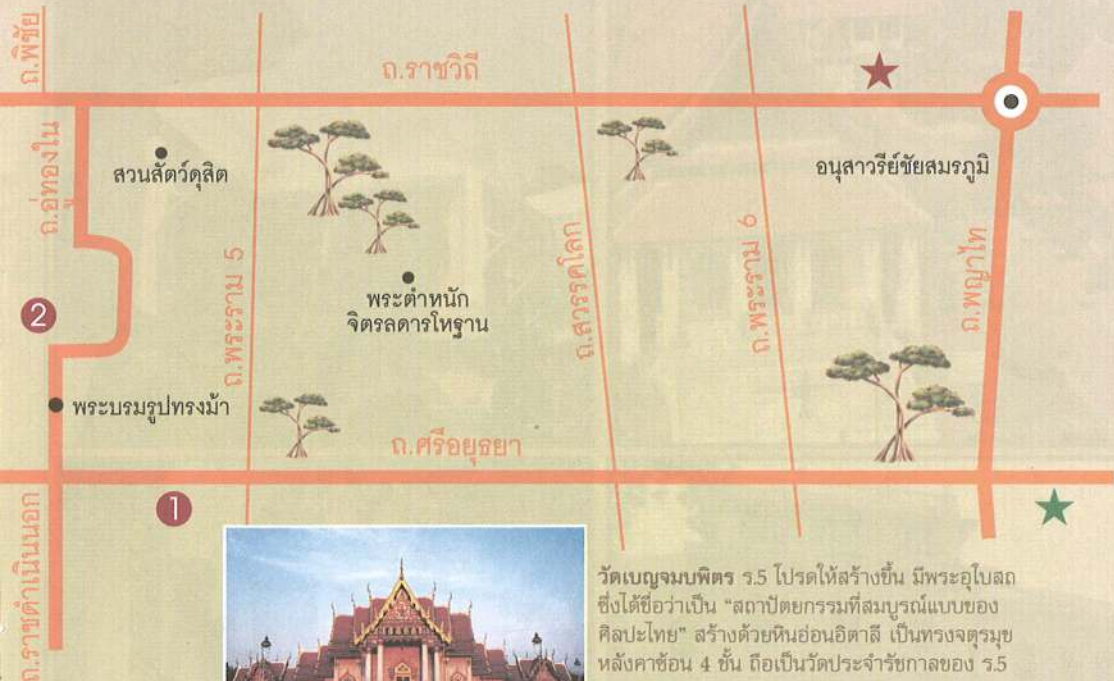 ถ.พิชัย
ถ.ราชวิถี
ถ.อู่ทองใน
สวนสัตว์ดุสิต
อนุสาวรีย์ชัยสมรภูมิ
ถ.พระราม 5
พระตำหนัก
จิตรลดารโหฐาน
ถ.สวรรคโลก
ถ.พระราม 6
ถ.พญาไท
2
พระบรมรูปทรงม้า
ถ.ศรีอยุธยา
1
ถ.ราชดำเนินนอก
วัดเบญจมบพิตร ร.5 โปรดให้สร้างขึ้น มีพระอุโบสถ
ซึ่งได้ชื่อว่าเป็น “สถาปัตยกรรมที่สมบูรณ์แบบของ
ศิลปะไทย” สร้างด้วยหินอ่อนอิตาลี เป็นทรงจตุรมุข
หลังคาซ้อน 4 ชั้น ถือเป็นวัดประจำรัชกาลของ ร.5